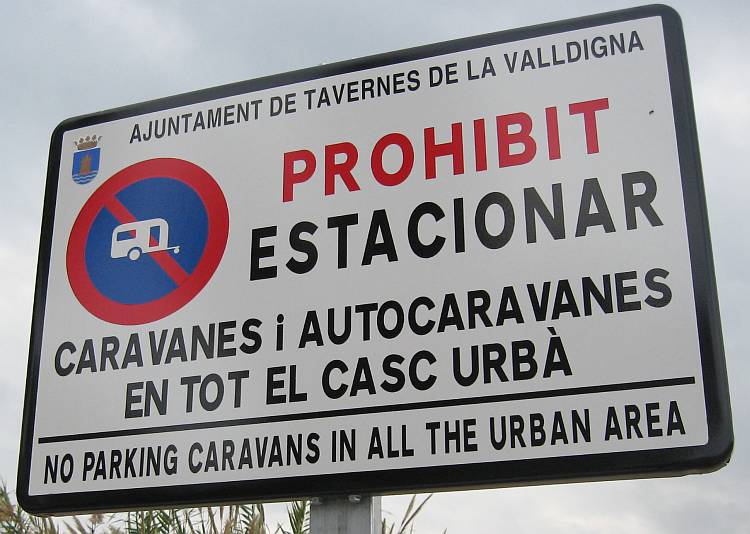 AJUNTAMENT DE TAVERNES DE LA VALLDIGNA
PROHIBIT
ESTACIONAR
CARAVANES i AUTOCARAVANES
EN TOT EL CASC URBÀ
NO PARKING CARAVANS IN ALL THE URBAN AREA